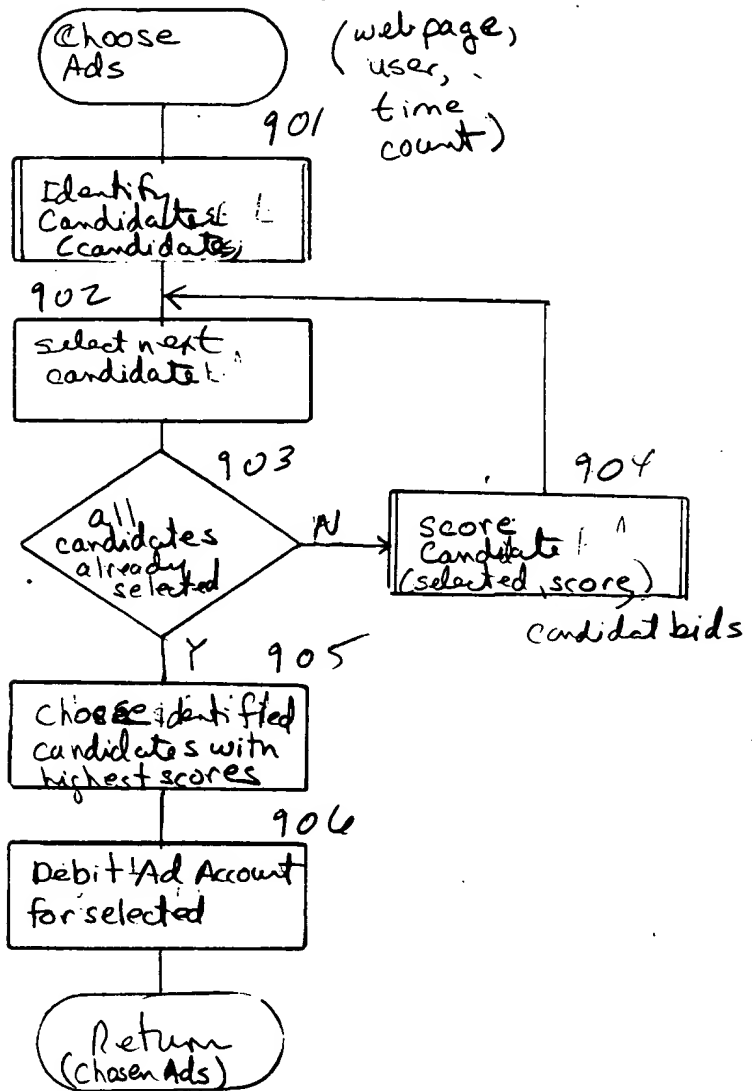 Choose
Ads
(webpage,
user,
time
count)
901
Identify
Candidates
(candidates)
902
select next
candidate
903
all
candidates
already
selected
N
904
score
Candidate
(selected, score)
candidat bids
Y
905
Choose identified
candidates with
highest scores
906
Debit Ad Account
for selected
Return
(Chosen Ads)